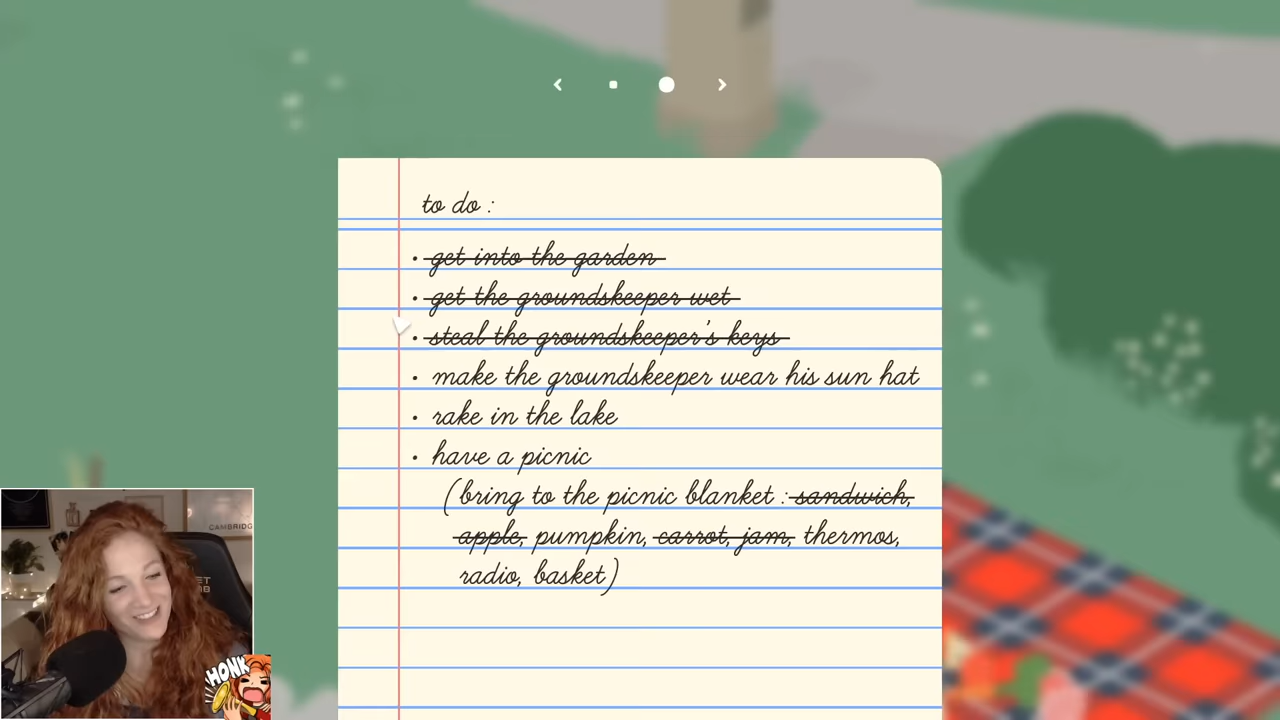 to do :
• get into the garden
• get the groundskeeper wet
• steal the groundskeeper's keys
• make the groundskeeper wear his sun hat
• rake in the lake
• have a picnic
(bring to the picnic blanket : sandwich,
apple, pumpkin, carrot, jam, thermos,
radio, basket)
HONK